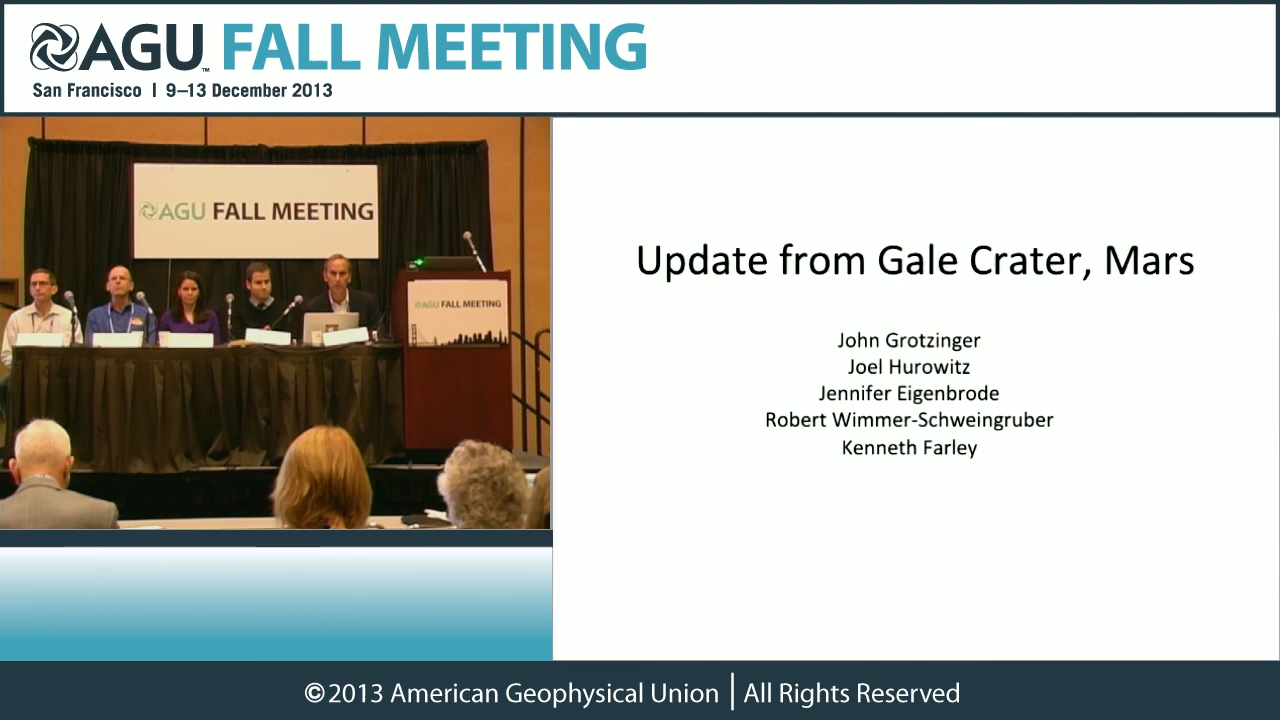 AGU™ FALL MEETING
San Francisco | 9–13 December 2013
AGU FALL MEETING
AGU FALL MEETING
Update from Gale Crater, Mars
John Grotzinger
Joel Hurowitz
Jennifer Eigenbrode
Robert Wimmer-Schweingruber
Kenneth Farley
©2013 American Geophysical Union | All Rights Reserved